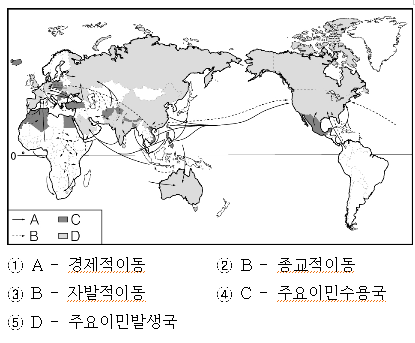 0
A
C
B
D
① A - 경제적이동
② B - 종교적이동
③ B - 자발적이동
④ C - 주요이민수용국
⑤ D - 주요이민발생국